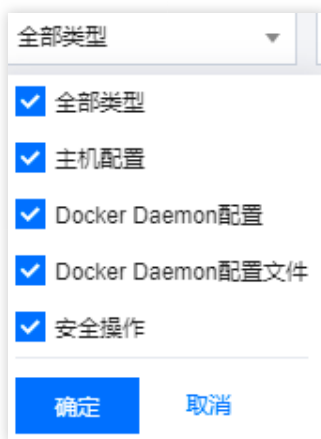 全部类型
全部类型
主机配置
Docker Daemon配置
Docker Daemon配置文件
安全操作
确定 取消